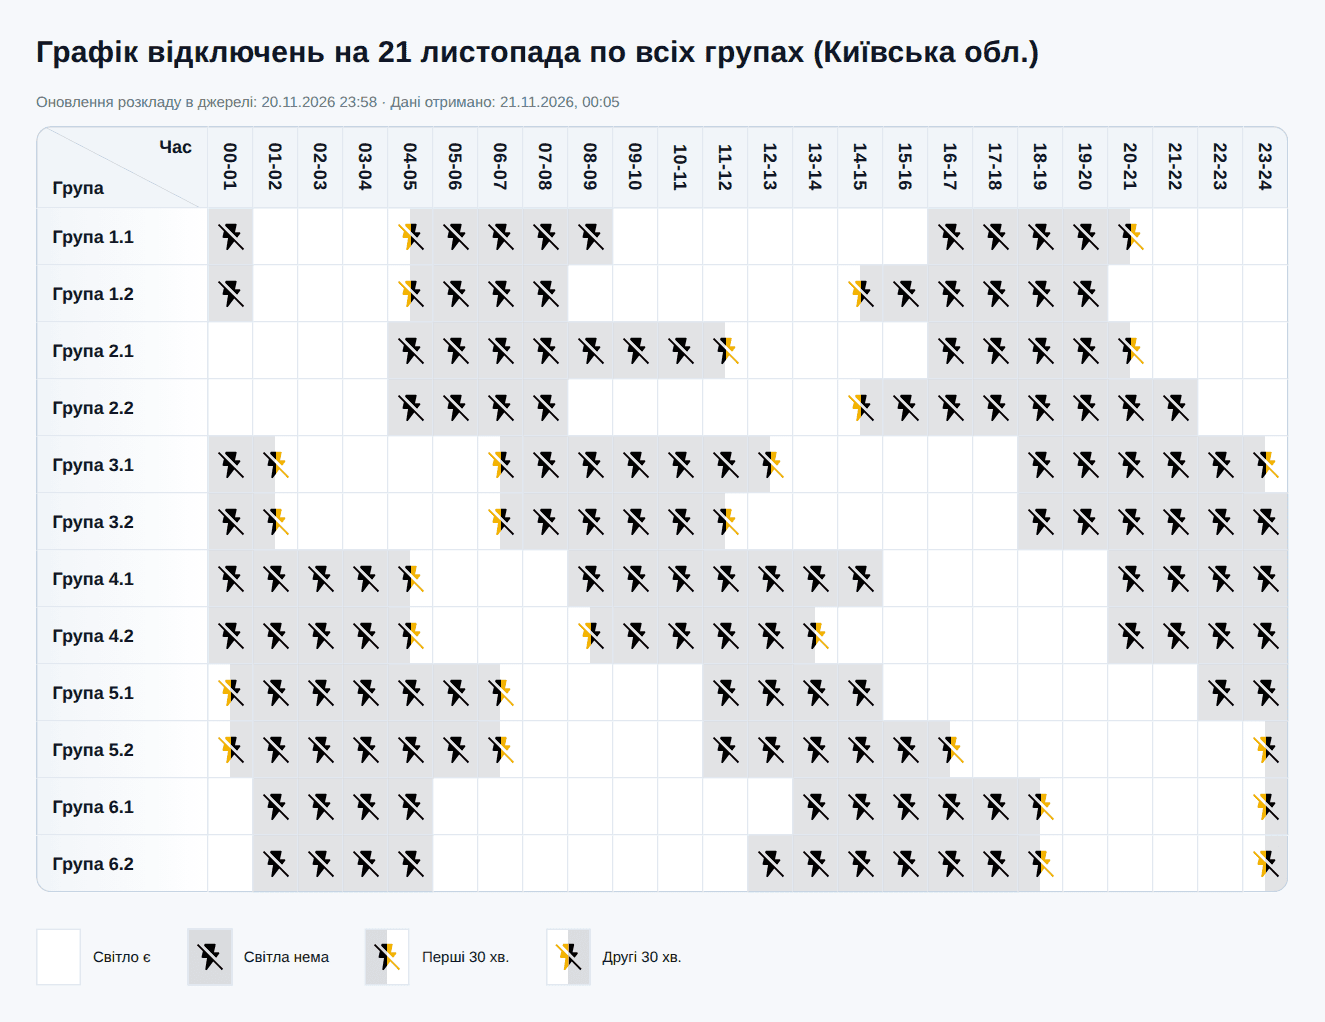 Графік відключень на 21 листопада по всіх групах (Київська обл.)
Оновлення розкладу в джерелі: 20.11.2026 23:58 · Дані отримано: 21.11.2026, 00:05
Час
Група
00-01 01-02 02-03 03-04 04-05 05-06 06-07 07-08 08-09 09-10 10-11 11-12 12-13 13-14 14-15 15-16 16-17 17-18 18-19 19-20 20-21 21-22 22-23 23-24
Група 1.1
Група 1.2
Група 2.1
Група 2.2
Група 3.1
Група 3.2
Група 4.1
Група 4.2
Група 5.1
Група 5.2
Група 6.1
Група 6.2
Світло є Світла нема Перші 30 хв. Другі 30 хв.